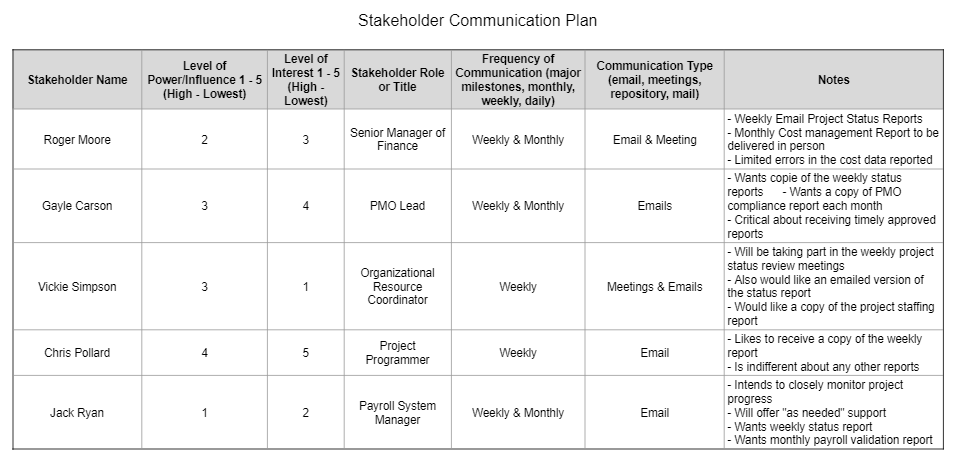 Stakeholder Communication Plan
Stakeholder Name
Level of
Power/Influence 1 - 5
(High - Lowest)
Level of
Interest 1 - 5
(High -
Lowest)
Stakeholder Role
or Title
Frequency of
Communication (major
milestones, monthly,
weekly, daily)
Communication Type
(email, meetings,
repository, mail)
Notes
Roger Moore
2
3
Senior Manager of
Finance
Weekly & Monthly
Email & Meeting
- Weekly Email Project Status Reports
- Monthly Cost management Report to be
delivered in person
- Limited errors in the cost data reported
Gayle Carson
3
4
PMO Lead
Weekly & Monthly
Emails
- Wants copie of the weekly status
reports - Wants a copy of PMO
compliance report each month
- Critical about receiving timely approved
reports
Vickie Simpson
3
1
Organizational
Resource
Coordinator
Weekly
Meetings & Emails
- Will be taking part in the weekly project
status review meetings
- Also would like an emailed version of
the status report
- Would like a copy of the project staffing
report
Chris Pollard
4
5
Project
Programmer
Weekly
Email
- Likes to receive a copy of the weekly
report
- Is indifferent about any other reports
Jack Ryan
1
2
Payroll System
Manager
Weekly & Monthly
Email
- Intends to closely monitor project
progress
- Will offer "as needed" support
- Wants weekly status report
- Wants monthly payroll validation report